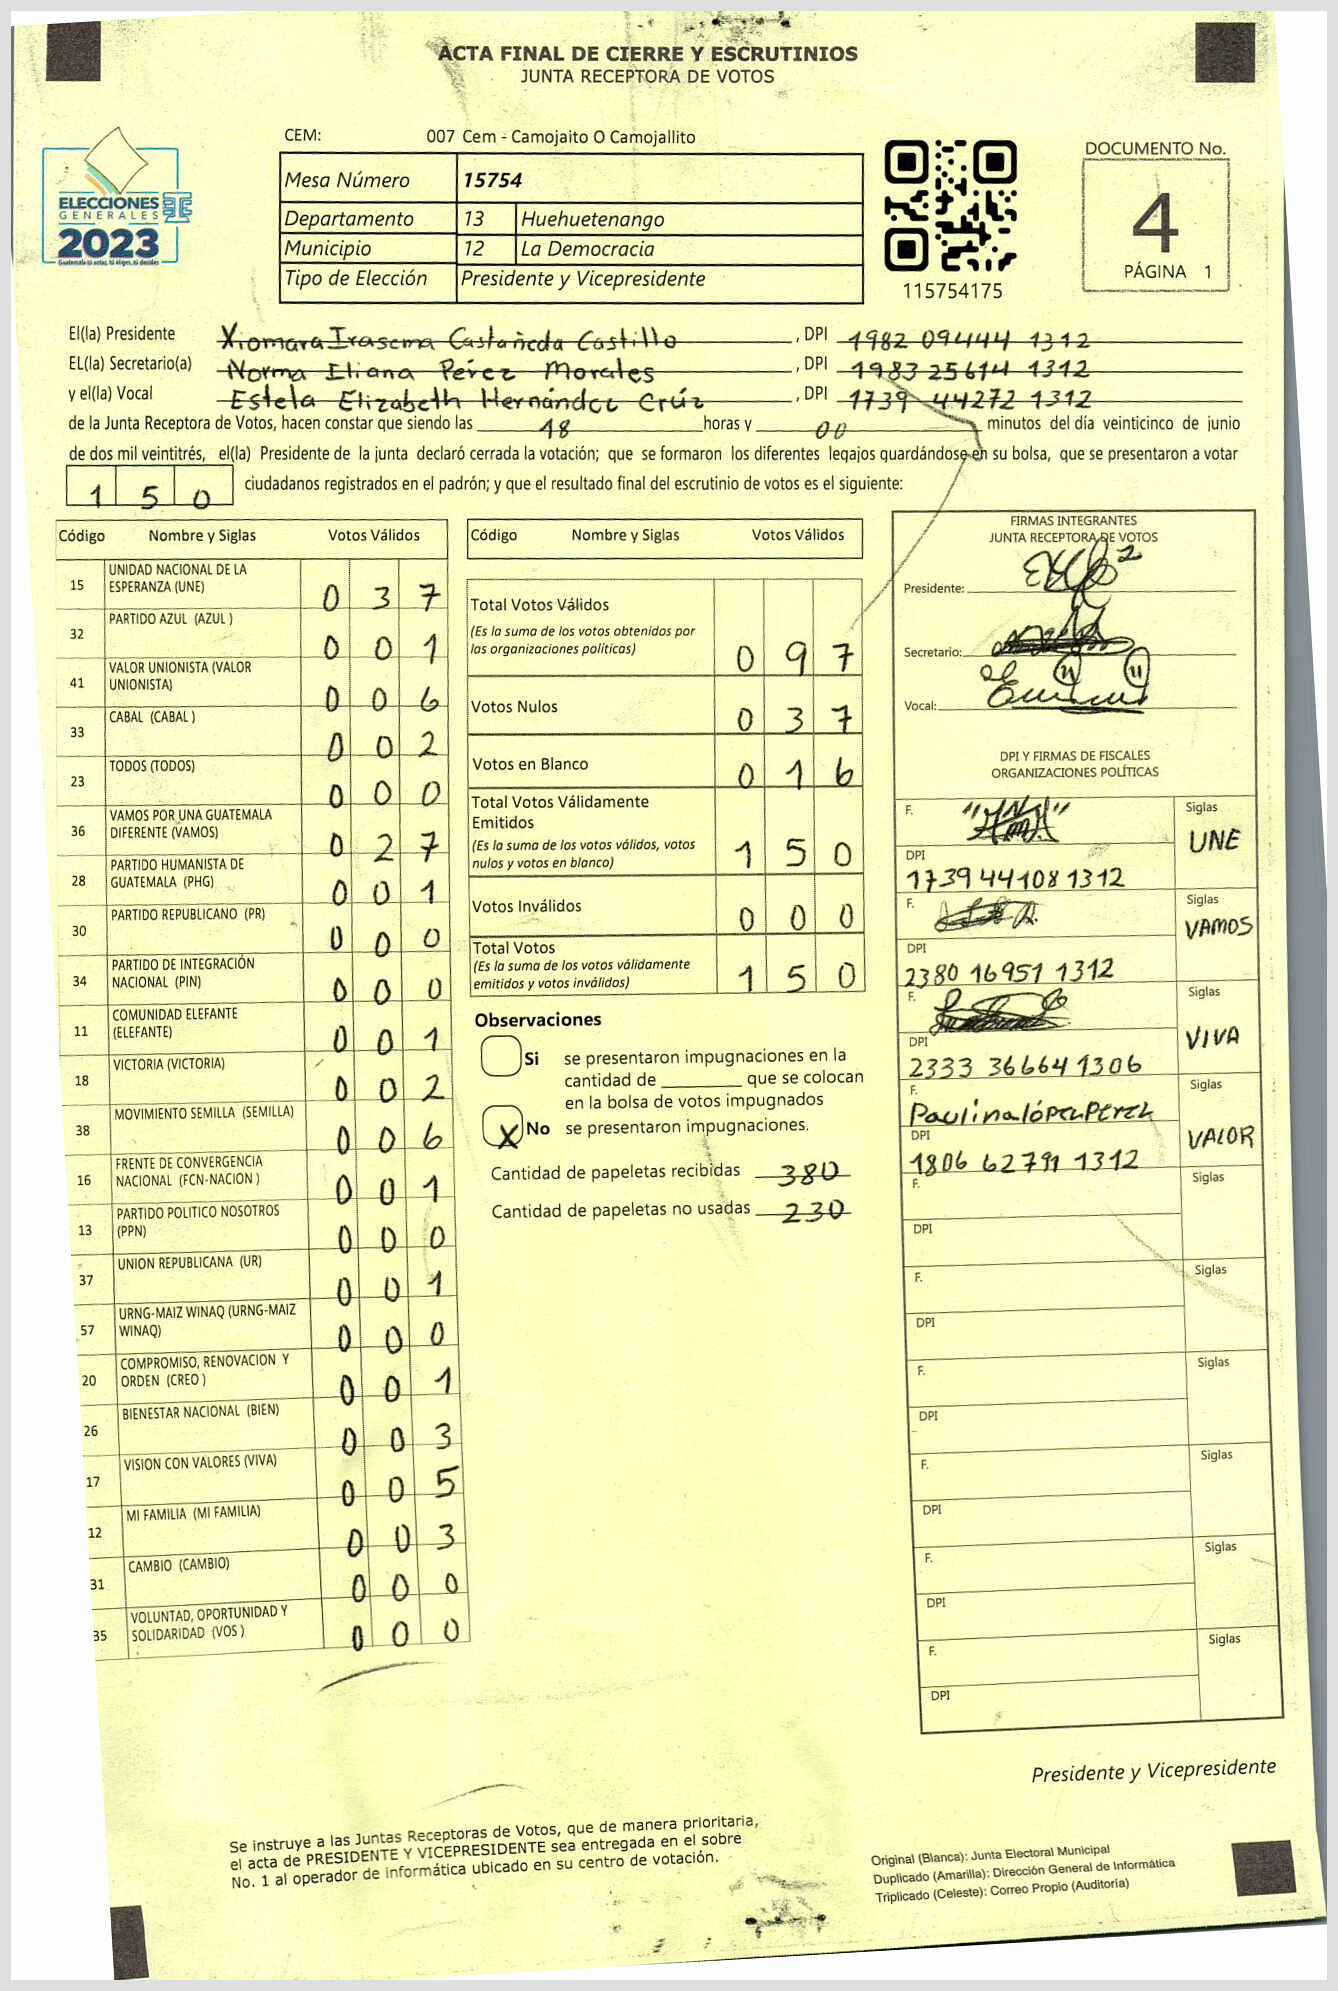 ACTA FINAL DE CIERRE Y ESCRUTINIOS
JUNTA RECEPTORA DE VOTOS
CEM: 007 Cem - Camojaito O Camojallito
ELECCIONES
GENERALES
2023
Mesa Número 15754
Departamento 13 Huehuetenango
Municipio 12 La Democracia
Tipo de Elección Presidente y Vicepresidente
115754175
DOCUMENTO No.
4
PÁGINA 1
El(la) Presidente Xiomara Irasema Castañeda Castillo, DPI 1982 09444 1312
EL(la) Secretario(a) Norma Eliana Pérez Morales, DPI 1983 25614 1312
y el(la) Vocal Estela Elizabeth Hernández Crúz, DPI 1739 44272 1312
de la Junta Receptora de Votos, hacen constar que siendo las 18 horas y 00 minutos del día veinticinco de junio
de dos mil veintitrés, el(la) Presidente de la junta declaró cerrada la votación; que se formaron los diferentes legajos guardándose en su bolsa, que se presentaron a votar
150 ciudadanos registrados en el padrón; y que el resultado final del escrutinio de votos es el siguiente:
Código Nombre y Siglas Votos Válidos
15 UNIDAD NACIONAL DE LA ESPERANZA (UNE) 0 3 7
32 PARTIDO AZUL (AZUL ) 0 0 1
41 VALOR UNIONISTA (VALOR UNIONISTA) 0 0 6
33 CABAL (CABAL ) 0 0 2
23 TODOS (TODOS) 0 0 0
36 VAMOS POR UNA GUATEMALA DIFERENTE (VAMOS) 0 2 7
28 PARTIDO HUMANISTA DE GUATEMALA (PHG) 0 0 1
30 PARTIDO REPUBLICANO (PR) 0 0 0
34 PARTIDO DE INTEGRACIÓN NACIONAL (PIN) 0 0 0
11 COMUNIDAD ELEFANTE (ELEFANTE) 0 0 1
18 VICTORIA (VICTORIA) 0 0 2
38 MOVIMIENTO SEMILLA (SEMILLA) 0 0 6
16 FRENTE DE CONVERGENCIA NACIONAL (FCN-NACION ) 0 0 1
13 PARTIDO POLITICO NOSOTROS (PPN) 0 0 0
37 UNION REPUBLICANA (UR) 0 0 1
57 URNG-MAIZ WINAQ (URNG-MAIZ WINAQ) 0 0 0
20 COMPROMISO, RENOVACION Y ORDEN (CREO ) 0 0 1
26 BIENESTAR NACIONAL (BIEN) 0 0 3
17 VISION CON VALORES (VIVA) 0 0 5
12 MI FAMILIA (MI FAMILIA) 0 0 3
31 CAMBIO (CAMBIO) 0 0 0
35 VOLUNTAD, OPORTUNIDAD Y SOLIDARIDAD (VOS ) 0 0 0
Código Nombre y Siglas Votos Válidos
Total Votos Válidos 0 9 7
(Es la suma de los votos obtenidos por
las organizaciones políticas)
Votos Nulos 0 3 7
Votos en Blanco 0 1 6
Total Votos Válidamente
Emitidos 1 5 0
(Es la suma de los votos válidos, votos
nulos y votos en blanco)
Votos Inválidos 0 0 0
Total Votos 1 5 0
(Es la suma de los votos válidamente
emitidos y votos inválidos)
Observaciones
Si se presentaron impugnaciones en la
cantidad de ________ que se colocan
en la bolsa de votos impugnados
X No se presentaron impugnaciones.
Cantidad de papeletas recibidas 380
Cantidad de papeletas no usadas 230
FIRMAS INTEGRANTES
JUNTA RECEPTORA DE VOTOS
Presidente:
Secretario:
Vocal:
DPI Y FIRMAS DE FISCALES
ORGANIZACIONES POLÍTICAS
F. Siglas
UNE
DPI
1739 44108 1312
F. Siglas
VAMOS
DPI
2380 16951 1312
F. Siglas
VIVA
DPI
2333 36664 1306
F. Siglas
Paulina lópez Pérez
VALOR
DPI
1806 62791 1312
F. Siglas
DPI
F. Siglas
DPI
F. Siglas
DPI
F. Siglas
DPI
F. Siglas
DPI
F. Siglas
DPI
Presidente y Vicepresidente
Se instruye a las Juntas Receptoras de Votos, que de manera prioritaria,
el acta de PRESIDENTE Y VICEPRESIDENTE sea entregada en el sobre
No. 1 al operador de informática ubicado en su centro de votación.
Original (Blanca): Junta Electoral Municipal
Duplicado (Amarilla): Dirección General de Informática
Triplicado (Celeste): Correo Propio (Auditoría)